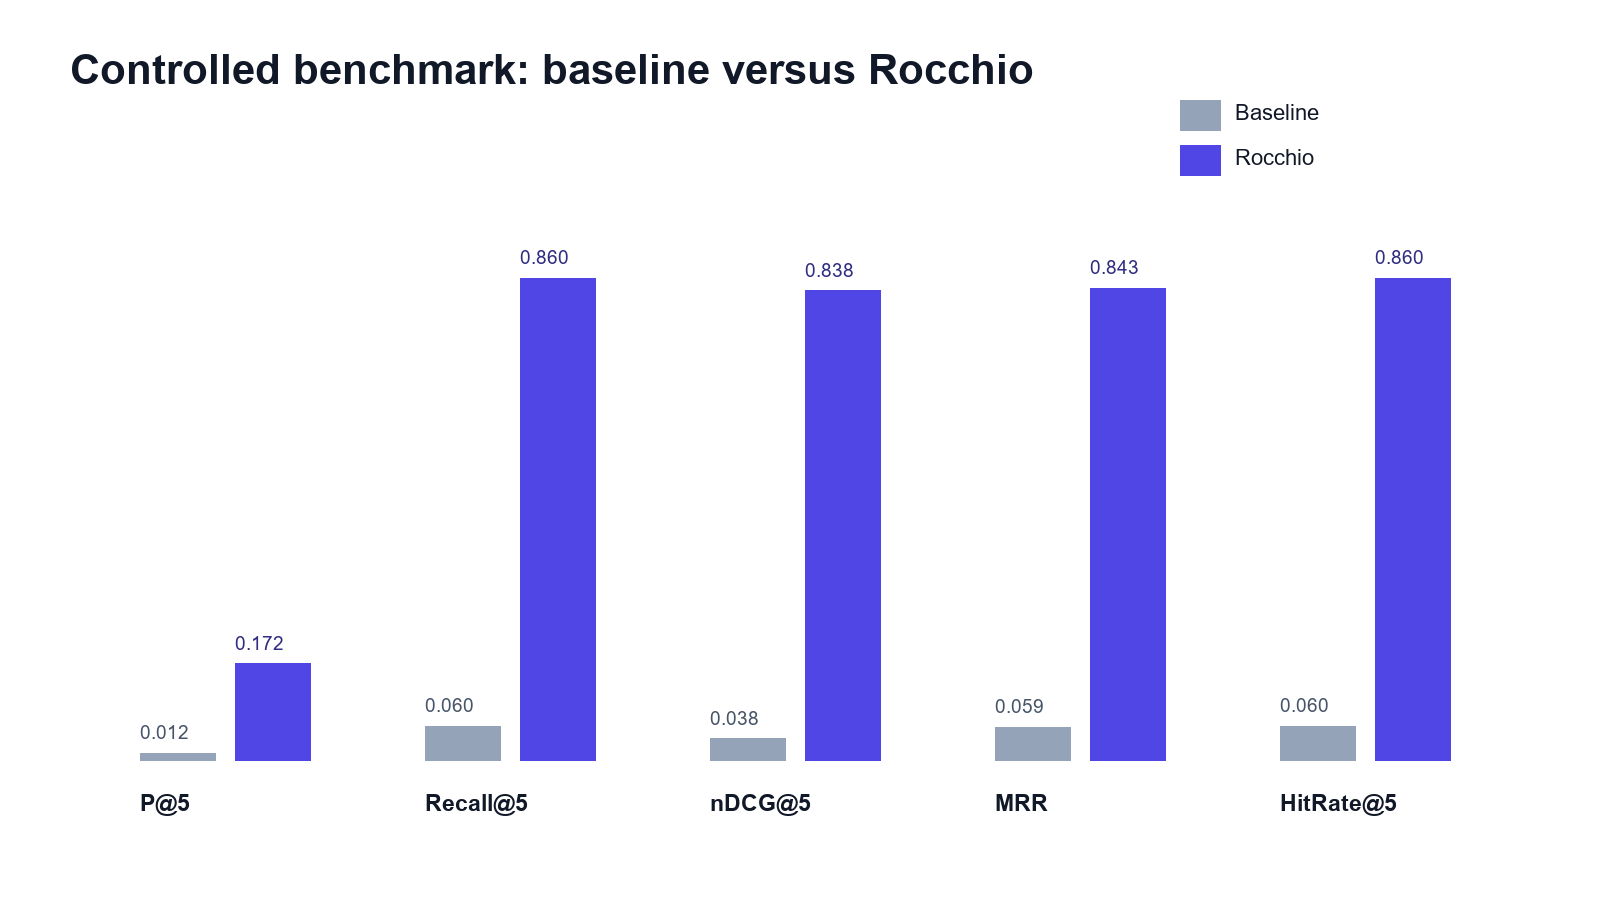 Controlled benchmark: baseline versus Rocchio
Baseline
Rocchio
0.860
0.838
0.843
0.860
0.172
0.012
0.060
0.038
0.059
0.060
P@5
Recall@5
nDCG@5
MRR
HitRate@5